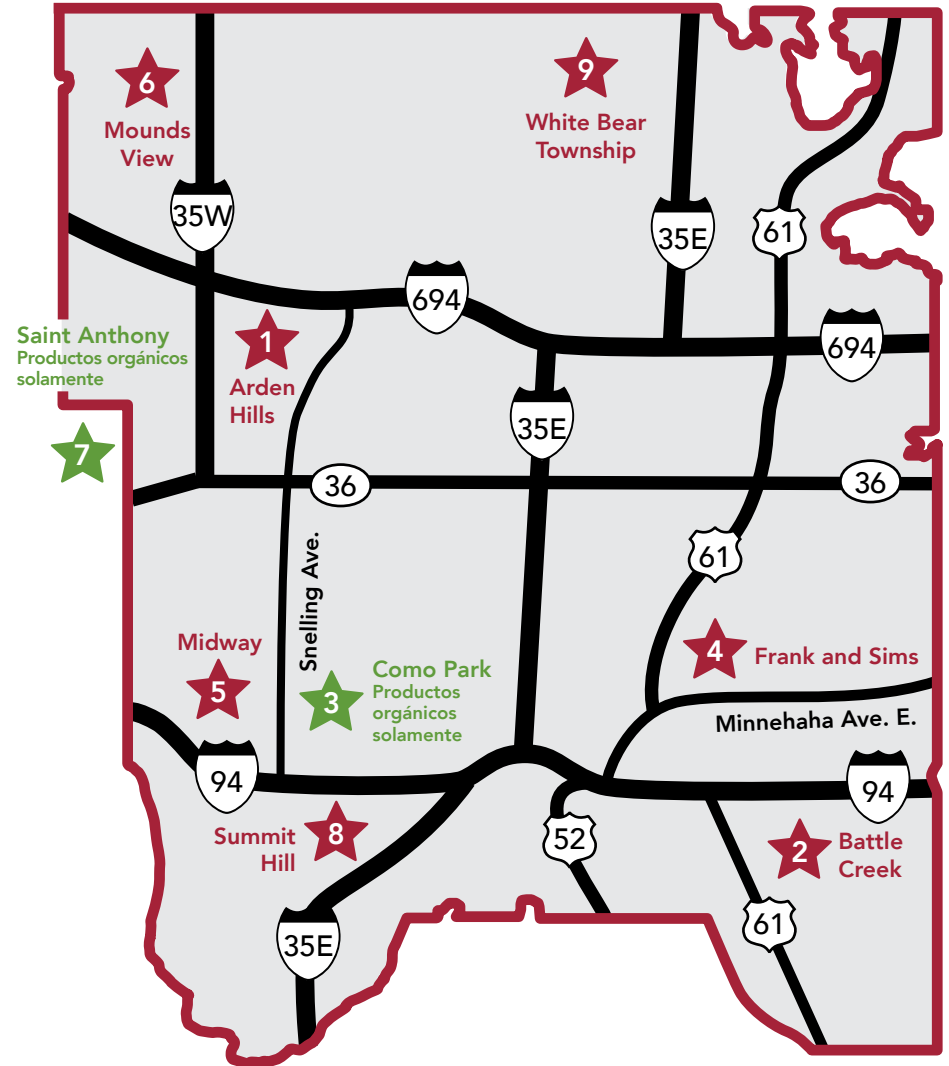 6
Mounds
View
9
White Bear
Township
35W
35E
61
694
694
Saint Anthony
Productos orgánicos
solamente
7
1
Arden
Hills
35E
36
36
61
Snelling Ave.
Midway
5
3
Como Park
Productos
orgánicos
solamente
4
Frank and Sims
Minnehaha Ave. E.
94
94
Summit
Hill
8
52
2
Battle
Creek
61
35E